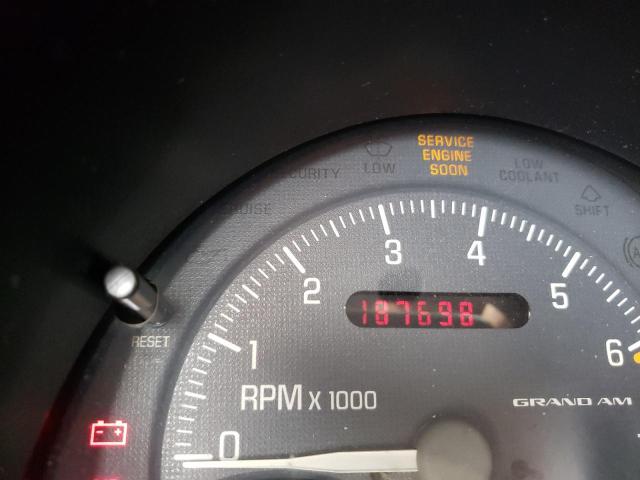 SERVICE
ENGINE
SOON
LOW
LOW
COOLANT
SECURITY
CRUISE
SHIFT
3
4
2
5
187698
RESET
1
6
RPM X 1000
GRAND AM
0